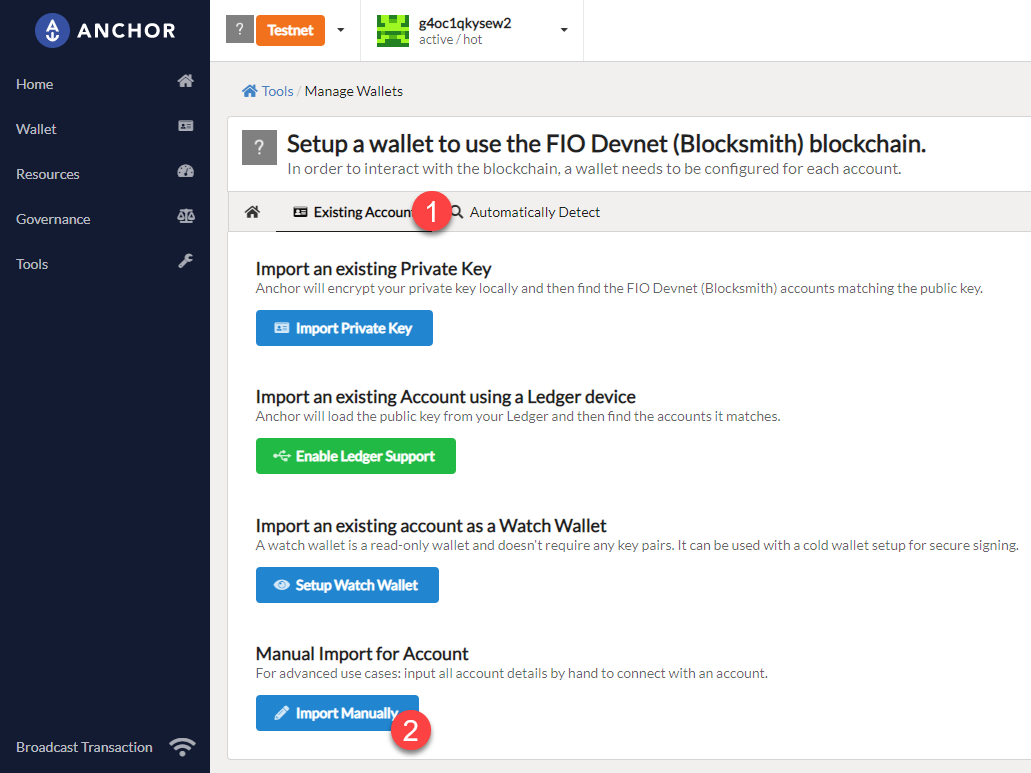 ANCHOR
Home
Wallet
Resources
Governance
Tools
Broadcast Transaction
? Testnet
g4oc1qkysew2
active / hot
Tools / Manage Wallets
?
Setup a wallet to use the FIO Devnet (Blocksmith) blockchain.
In order to interact with the blockchain, a wallet needs to be configured for each account.
Existing Accoun 1 Automatically Detect
Import an existing Private Key
Anchor will encrypt your private key locally and then find the FIO Devnet (Blocksmith) accounts matching the public key.
Import Private Key
Import an existing Account using a Ledger device
Anchor will load the public key from your Ledger and then find the accounts it matches.
Enable Ledger Support
Import an existing account as a Watch Wallet
A watch wallet is a read-only wallet and doesn't require any key pairs. It can be used with a cold wallet setup for secure signing.
Setup Watch Wallet
Manual Import for Account
For advanced use cases: input all account details by hand to connect with an account.
Import Manually
2